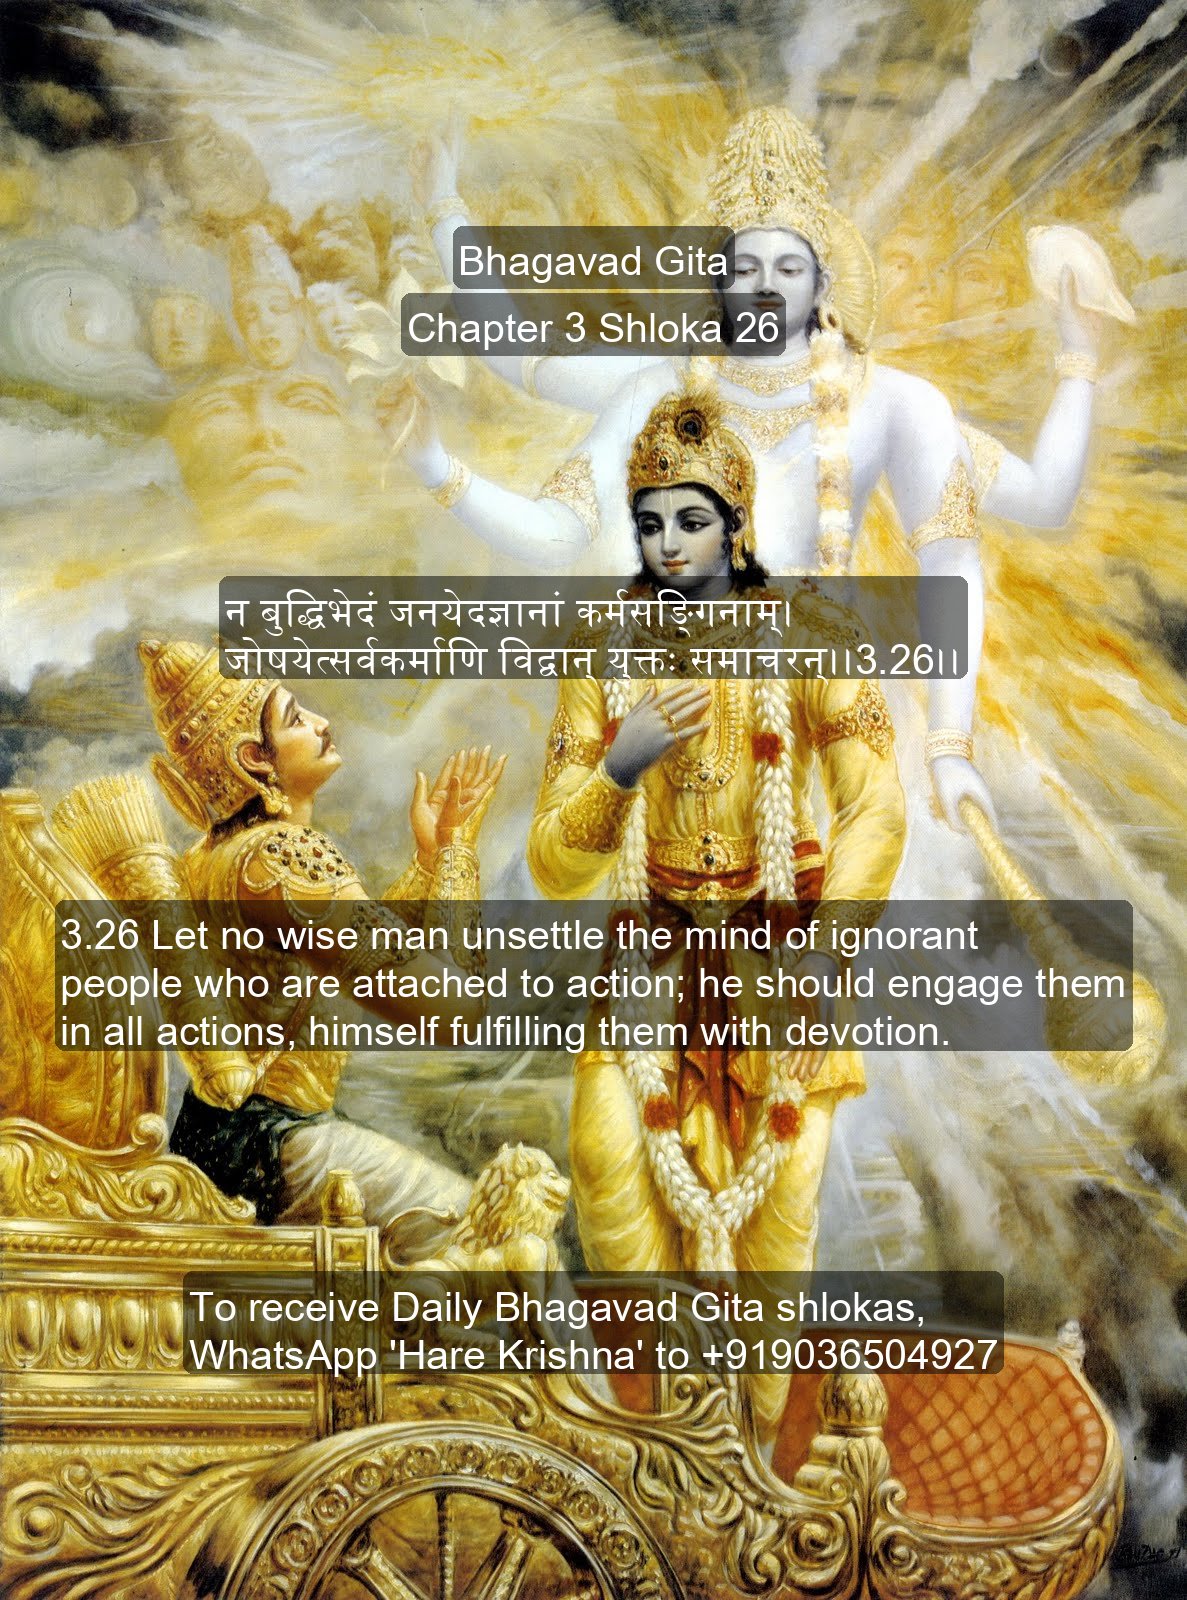 Bhagavad Gita
Chapter 3 Shloka 26
न बुद्धिभेदं जनयेदज्ञानां कर्मसङ्गिनाम्।
जोषयेत्सर्वकर्माणि विद्वान् युक्तः समाचरन्।।3.26।।
3.26 Let no wise man unsettle the mind of ignorant
people who are attached to action; he should engage them
in all actions, himself fulfilling them with devotion.
To receive Daily Bhagavad Gita shlokas,
WhatsApp 'Hare Krishna' to +919036504927